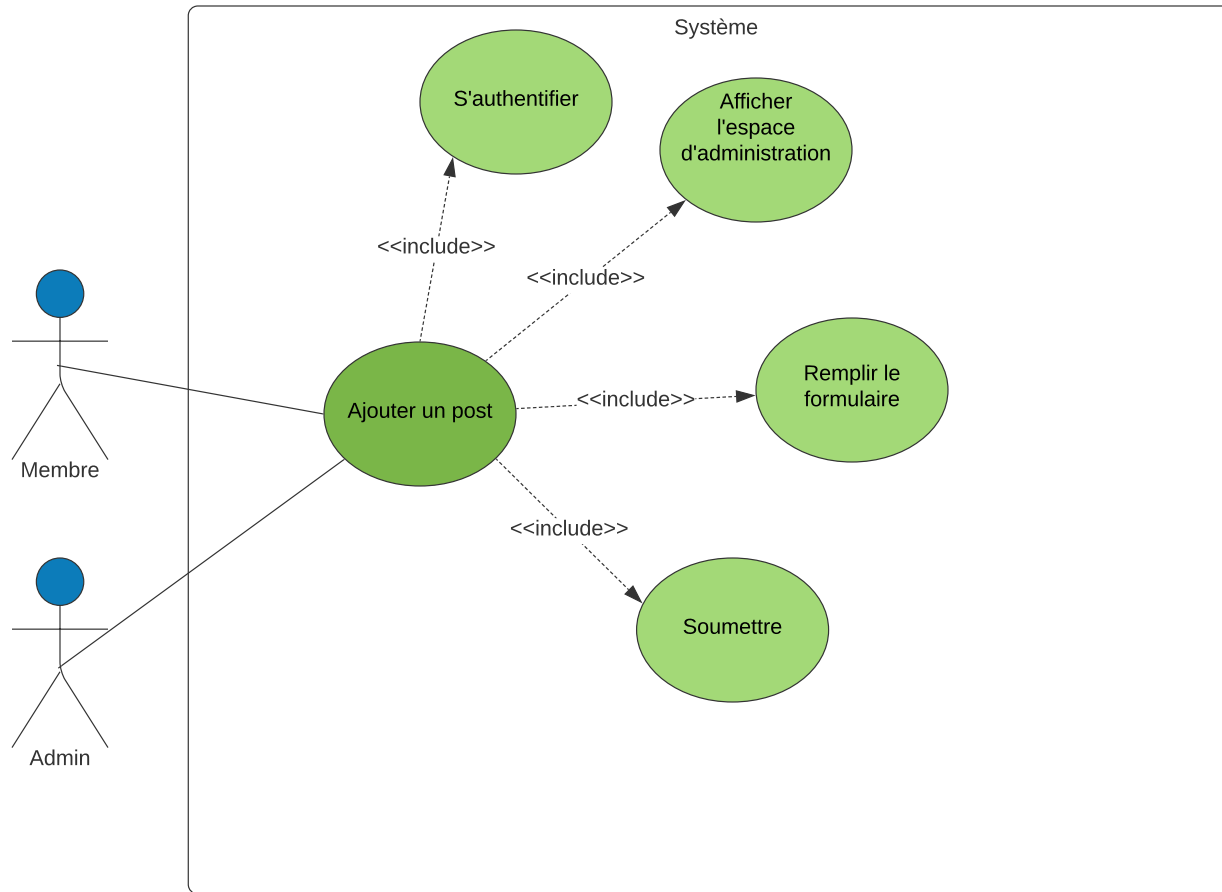 Système
S'authentifier
Afficher
l'espace
d'administration
<<include>>
<<include>>
Remplir le
formulaire
<<include>>
Ajouter un post
Membre
<<include>>
Soumettre
Admin